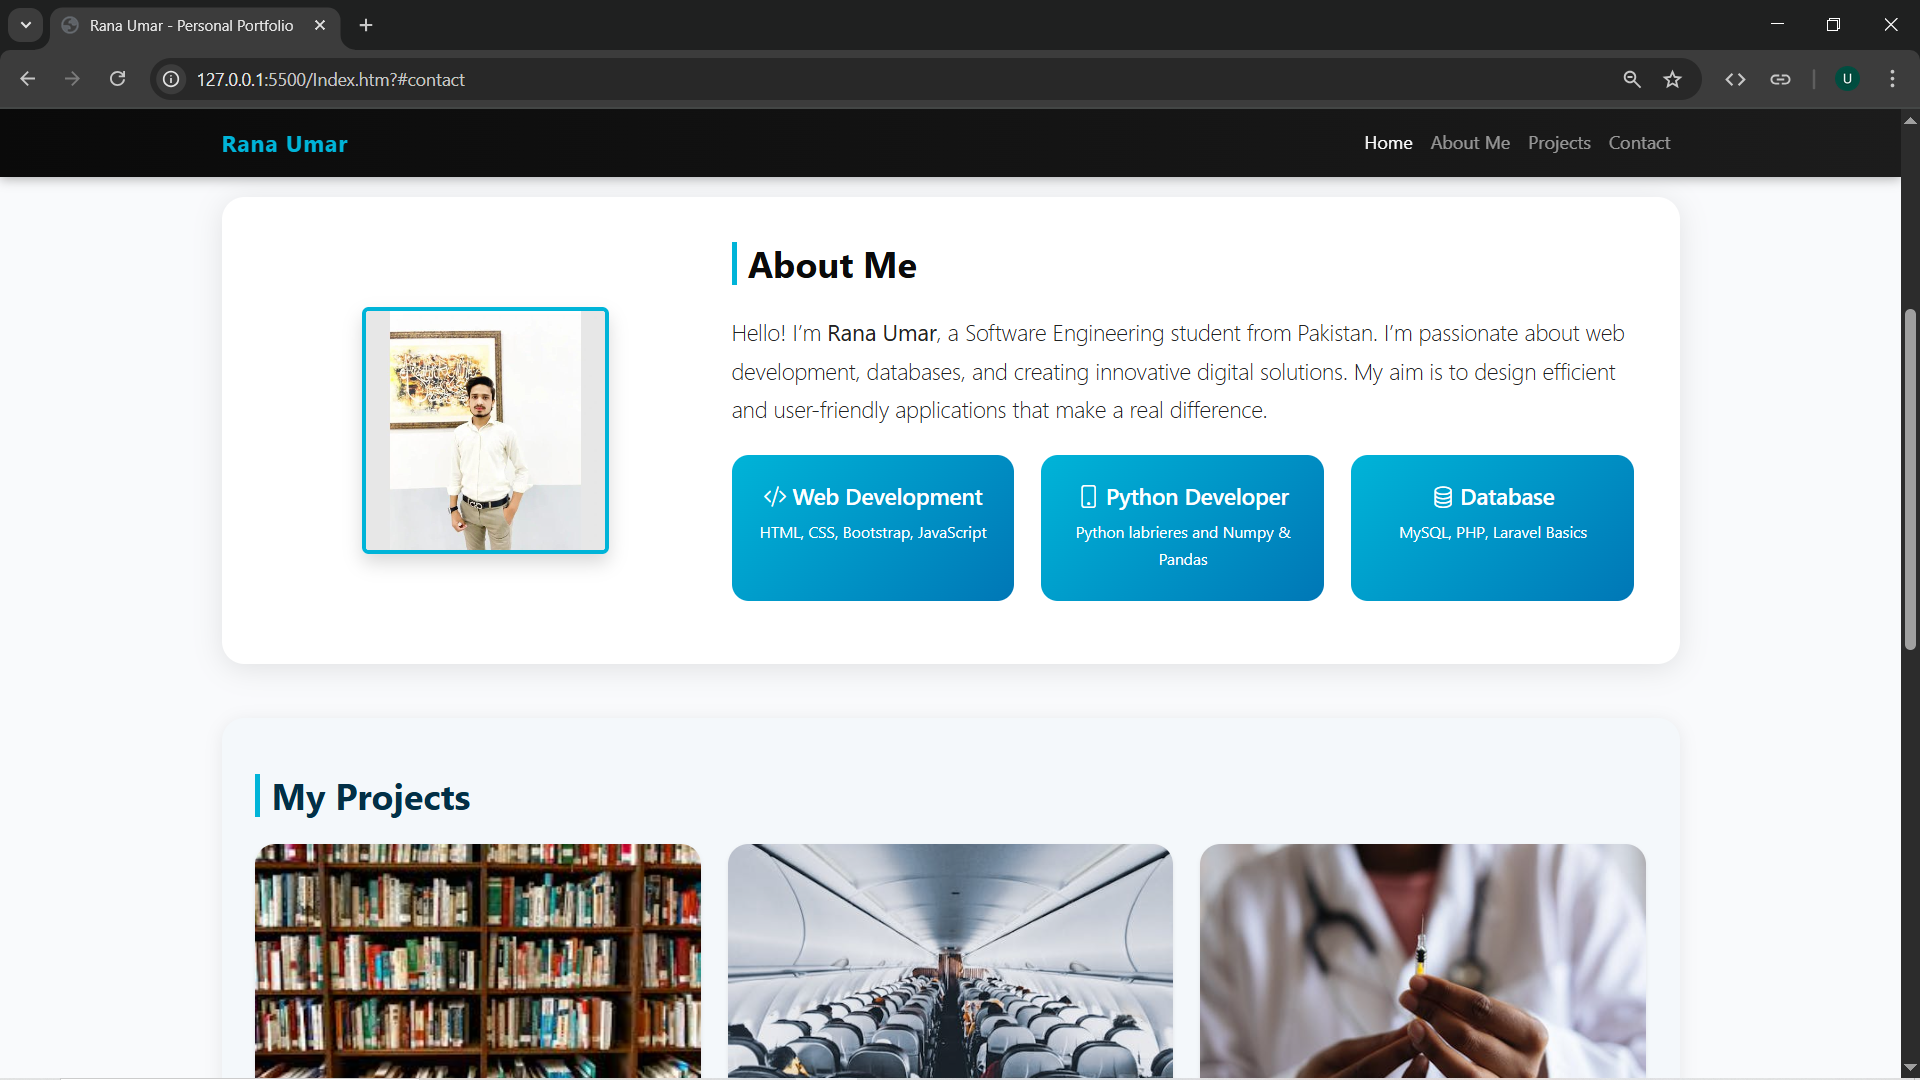 Rana Umar - Personal Portfolio
127.0.0.1:5500/Index.htm?#contact
U
Rana Umar
Home About Me Projects Contact
About Me
Hello! I’m Rana Umar, a Software Engineering student from Pakistan. I’m passionate about web
development, databases, and creating innovative digital solutions. My aim is to design efficient
and user-friendly applications that make a real difference.
Web Development
HTML, CSS, Bootstrap, JavaScript
Python Developer
Python labrieres and Numpy &
Pandas
Database
MySQL, PHP, Laravel Basics
My Projects